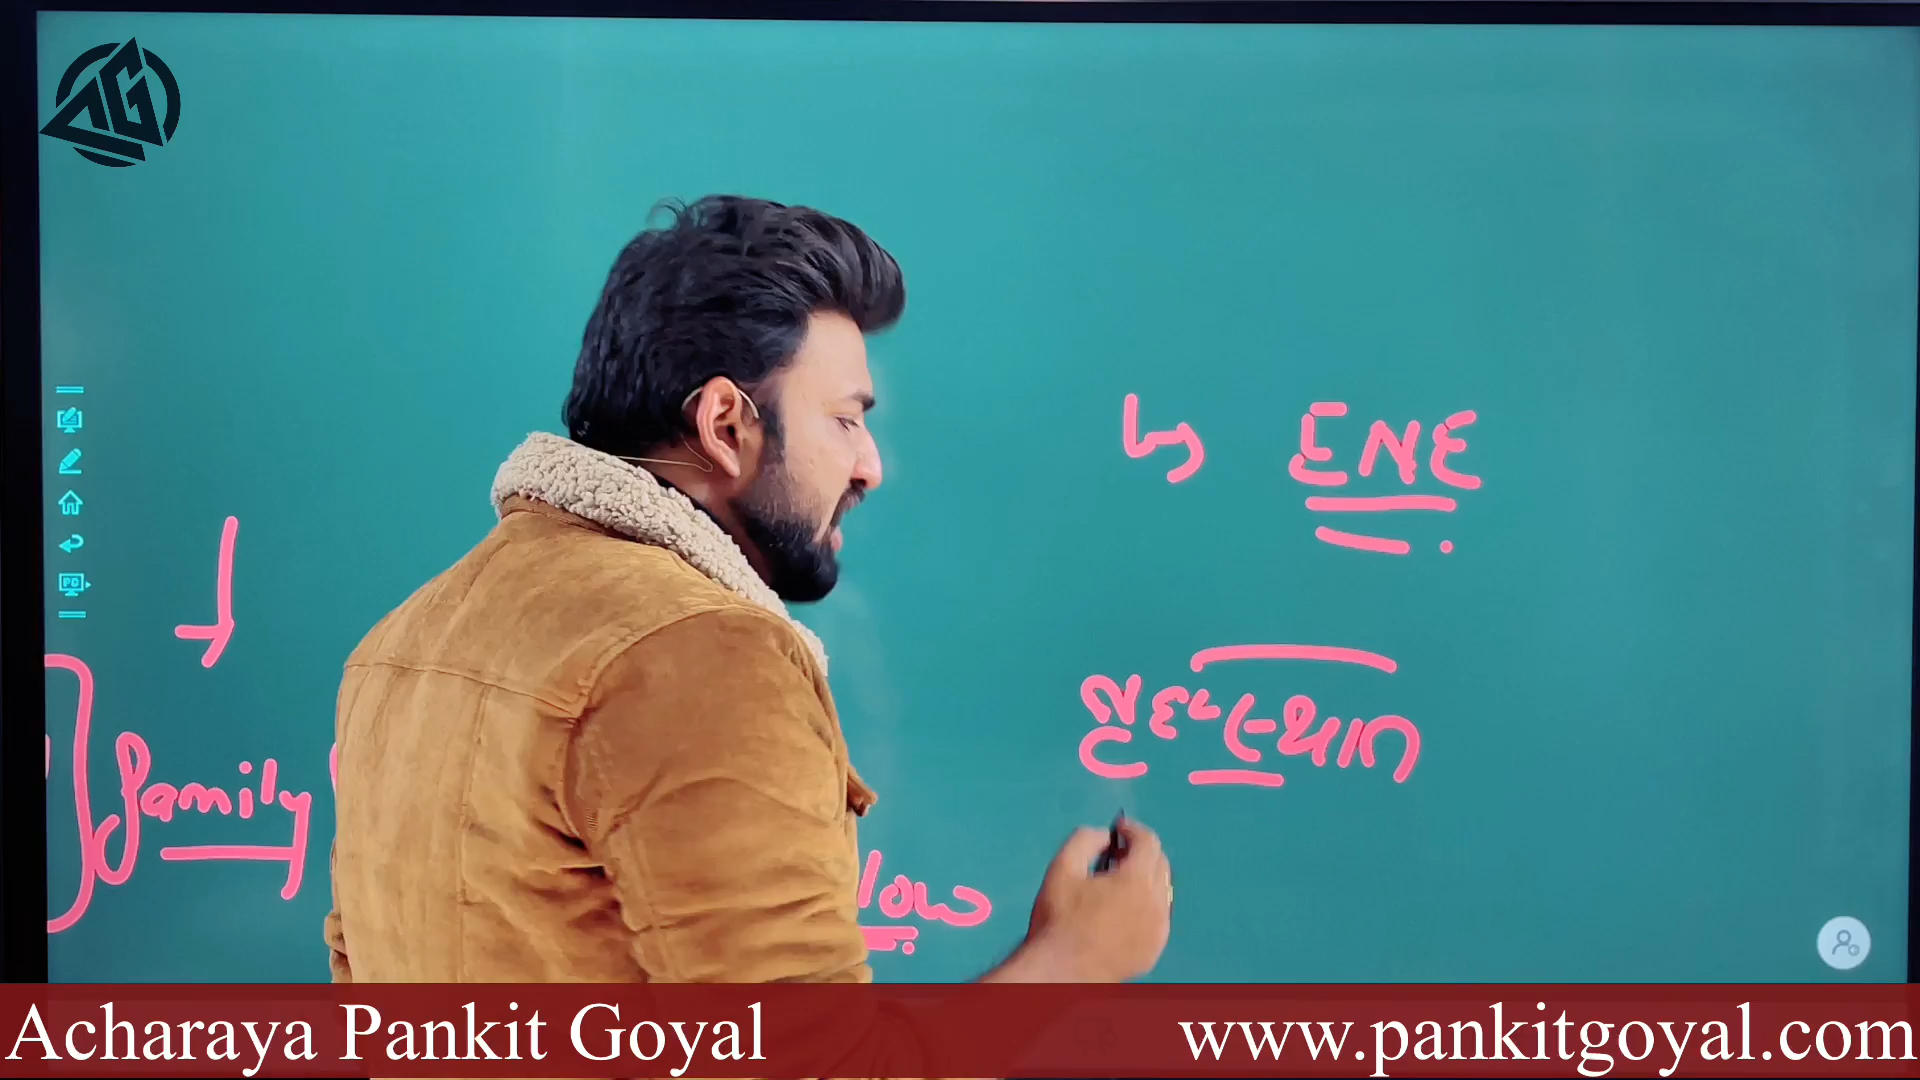 ENE
family
low
Acharaya Pankit Goyal
www.pankitgoyal.com